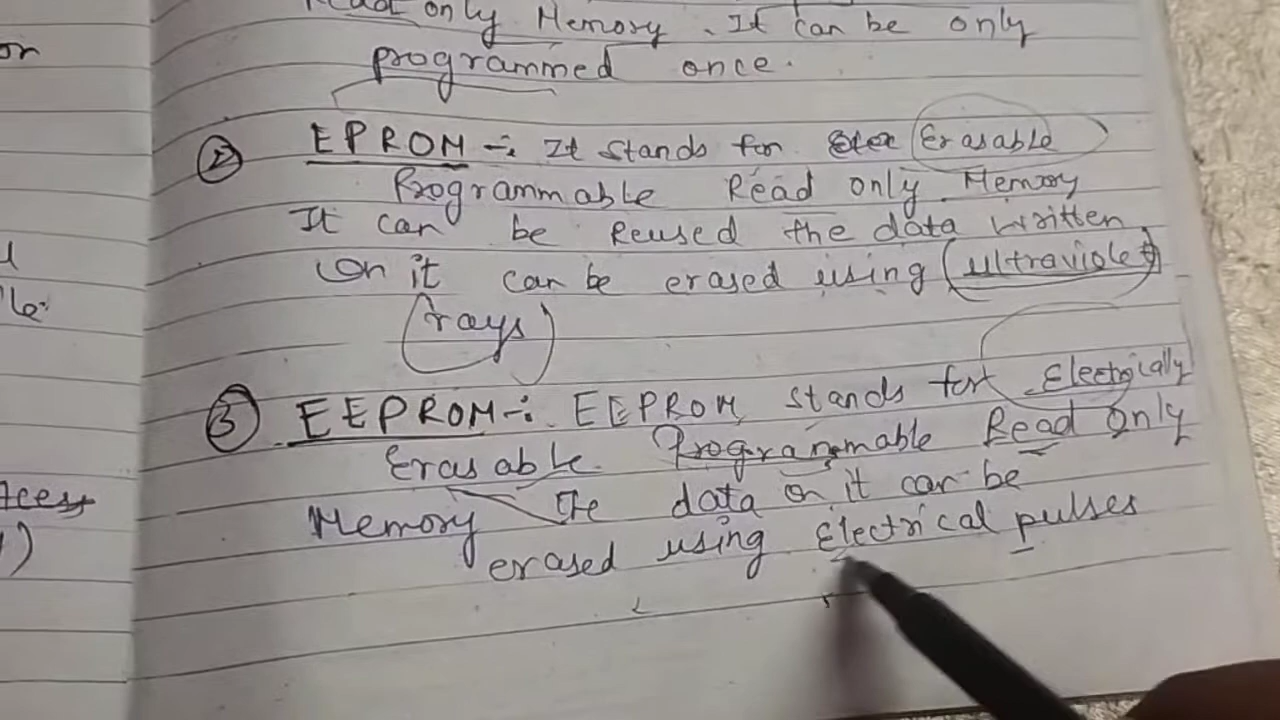 Read only Memory. It can be only
programmed once.
or
② EPROM -: It stands for Erasable
Programmable Read only Memory
It can be Reused the data written
On it can be erased using (ultraviolet)
(rays)
③ EEPROM -: EEPROM stands for Electrically
Erasable Programmable Read Only
Memory The data on it can be
erased using Electrical pulses